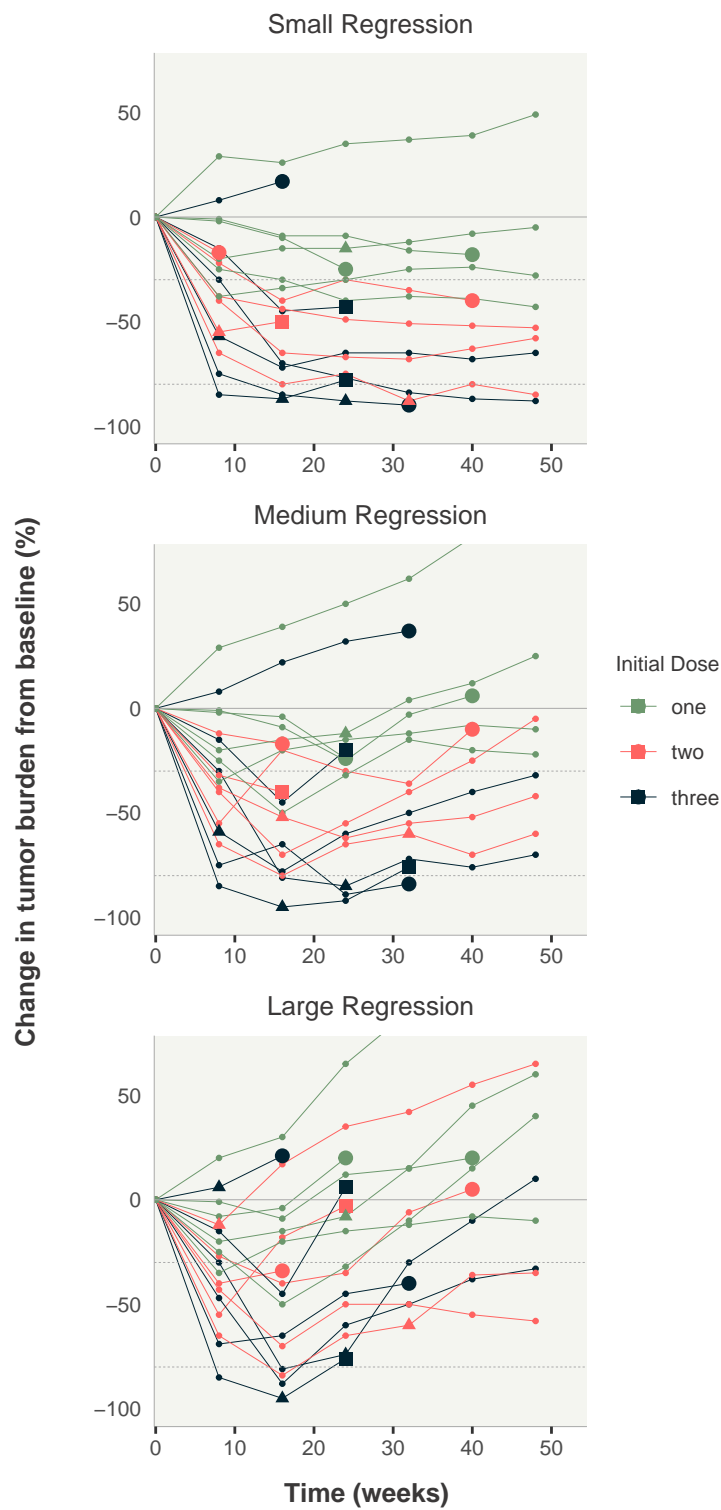 Small Regression
50
0
−50
−100
0 10 20 30 40 50
Medium Regression
50
0
−50
−100
0 10 20 30 40 50
Large Regression
50
0
−50
−100
0 10 20 30 40 50
Time (weeks)
Change in tumor burden from baseline (%)
Initial Dose
one
two
three